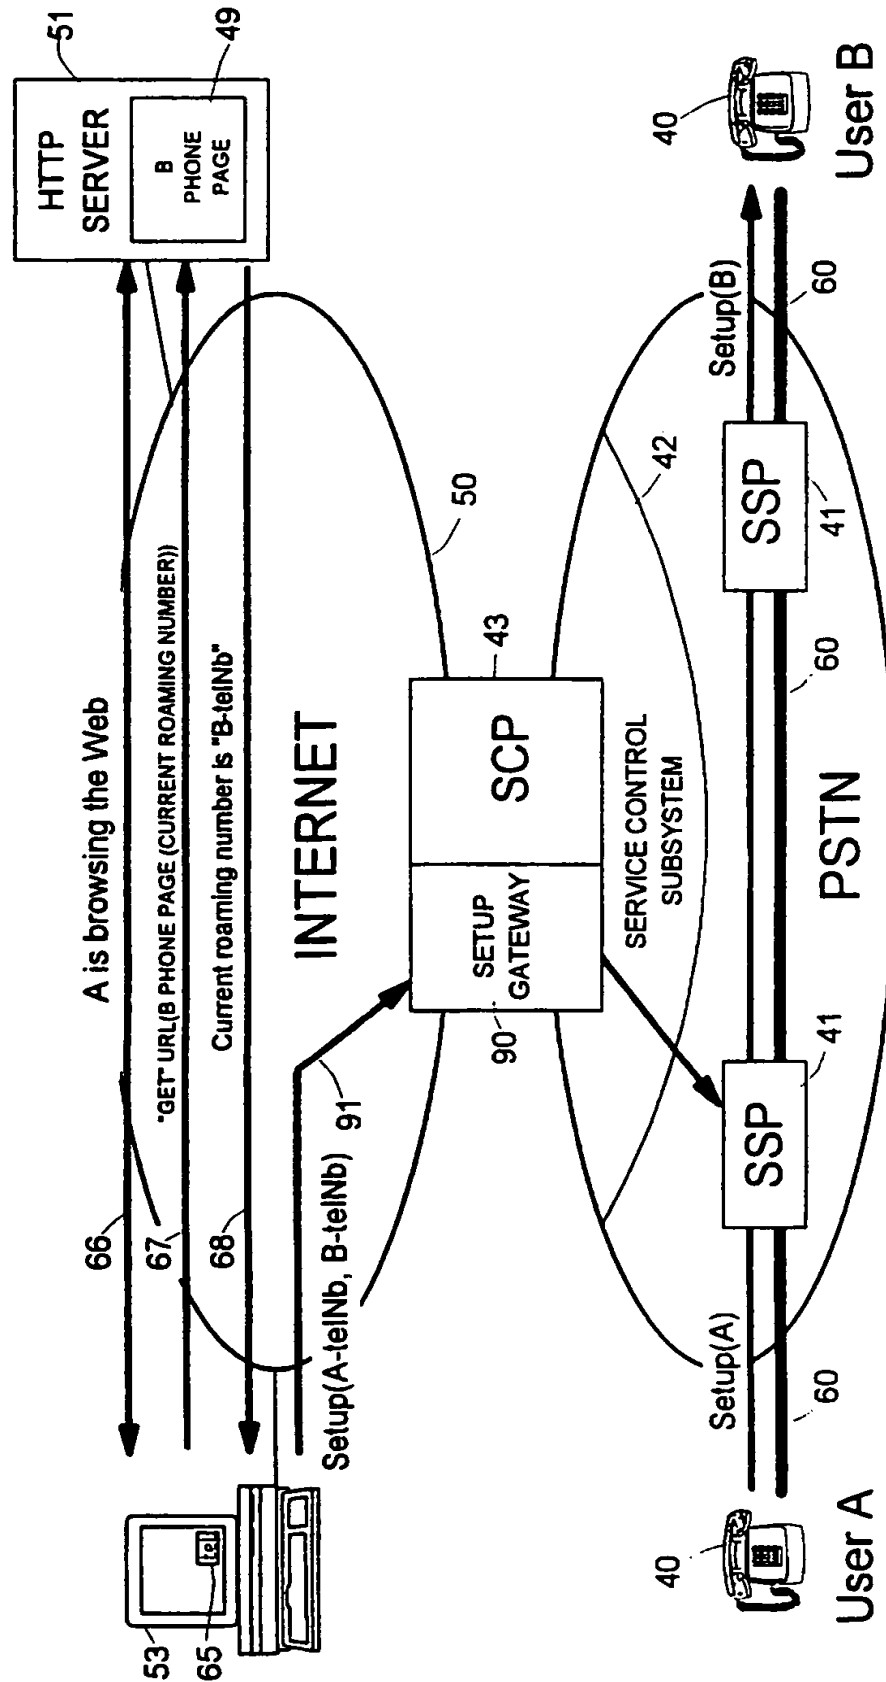 HTTP
SERVER
51
B
PHONE
PAGE
49
A is browsing the Web
66
"GET" URL(B PHONE PAGE (CURRENT ROAMING NUMBER))
67
Current roaming number is "B-telNb"
68
53
tel
65
INTERNET
50
Setup(A-telNb, B-telNb)
91
SETUP
GATEWAY
90
SCP
43
SERVICE CONTROL
SUBSYSTEM
42
40
Setup(A)
SSP
41
60
SSP
41
Setup(B)
40
60
60
User A
PSTN
User B